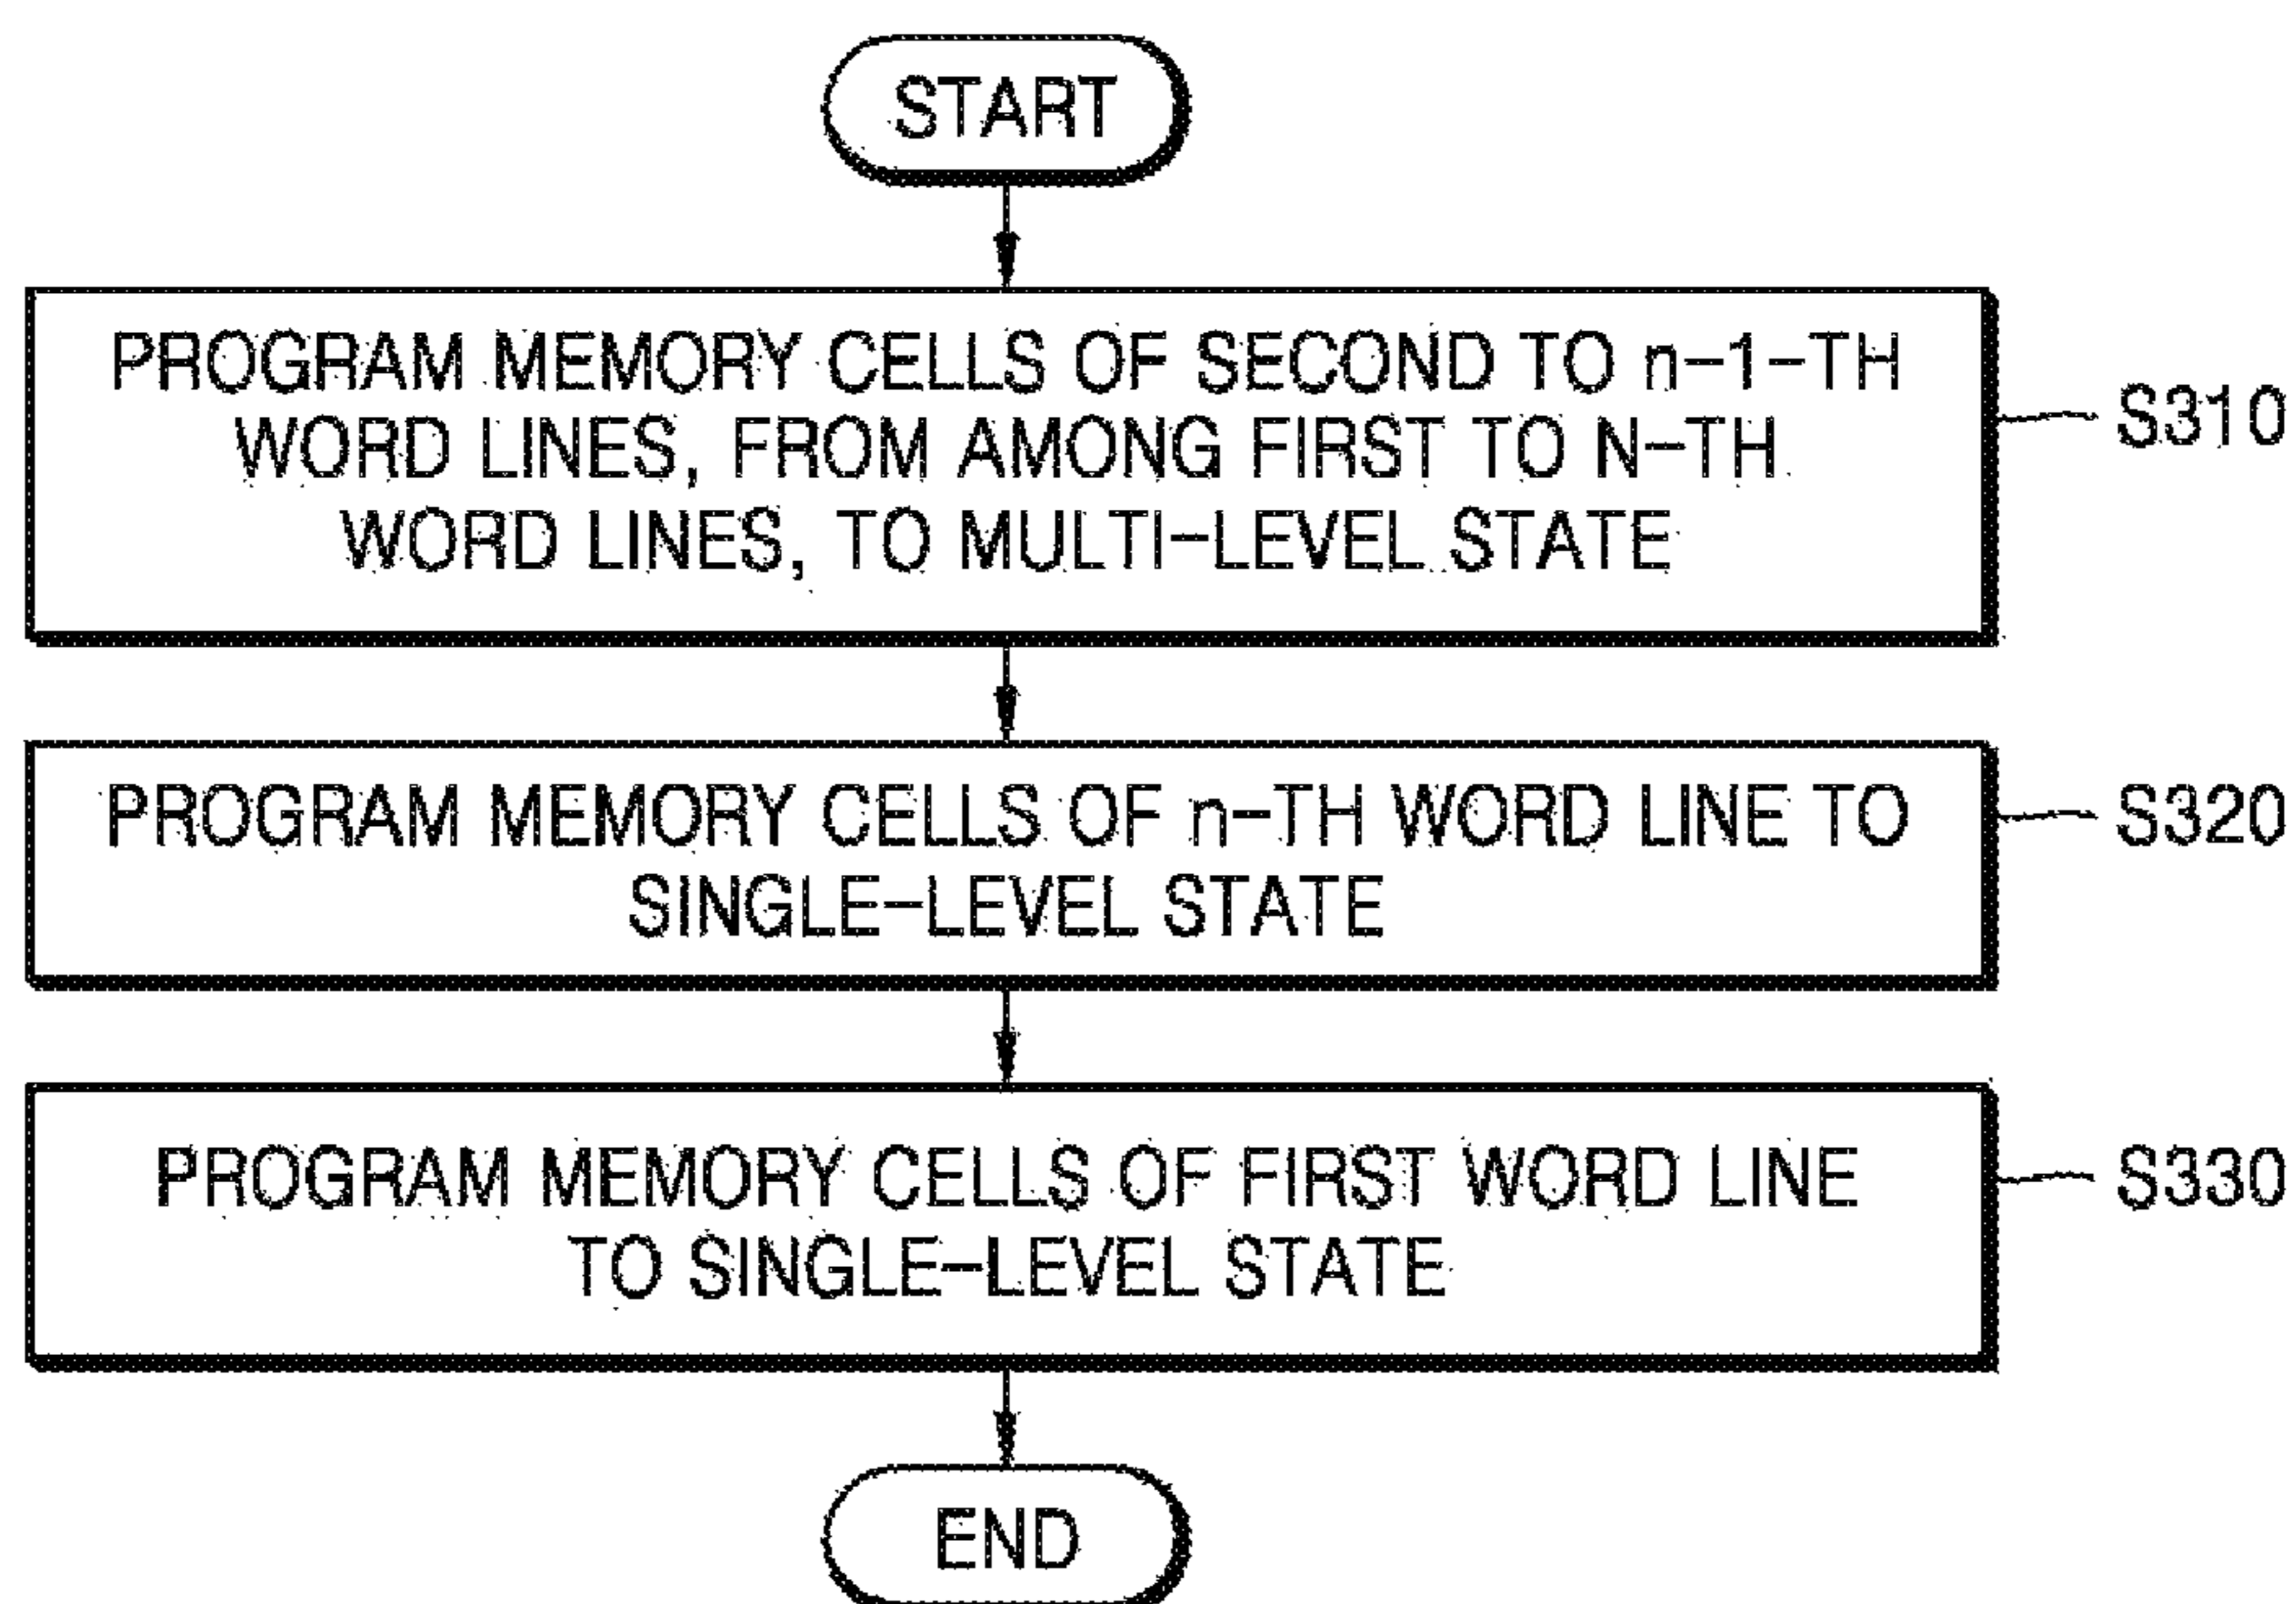 START
PROGRAM MEMORY CELLS OF SECOND TO n-1-TH
WORD LINES, FROM AMONG FIRST TO N-TH
WORD LINES, TO MULTI-LEVEL STATE
S310
PROGRAM MEMORY CELLS OF n-TH WORD LINE TO
SINGLE-LEVEL STATE
S320
PROGRAM MEMORY CELLS OF FIRST WORD LINE
TO SINGLE-LEVEL STATE
S330
END